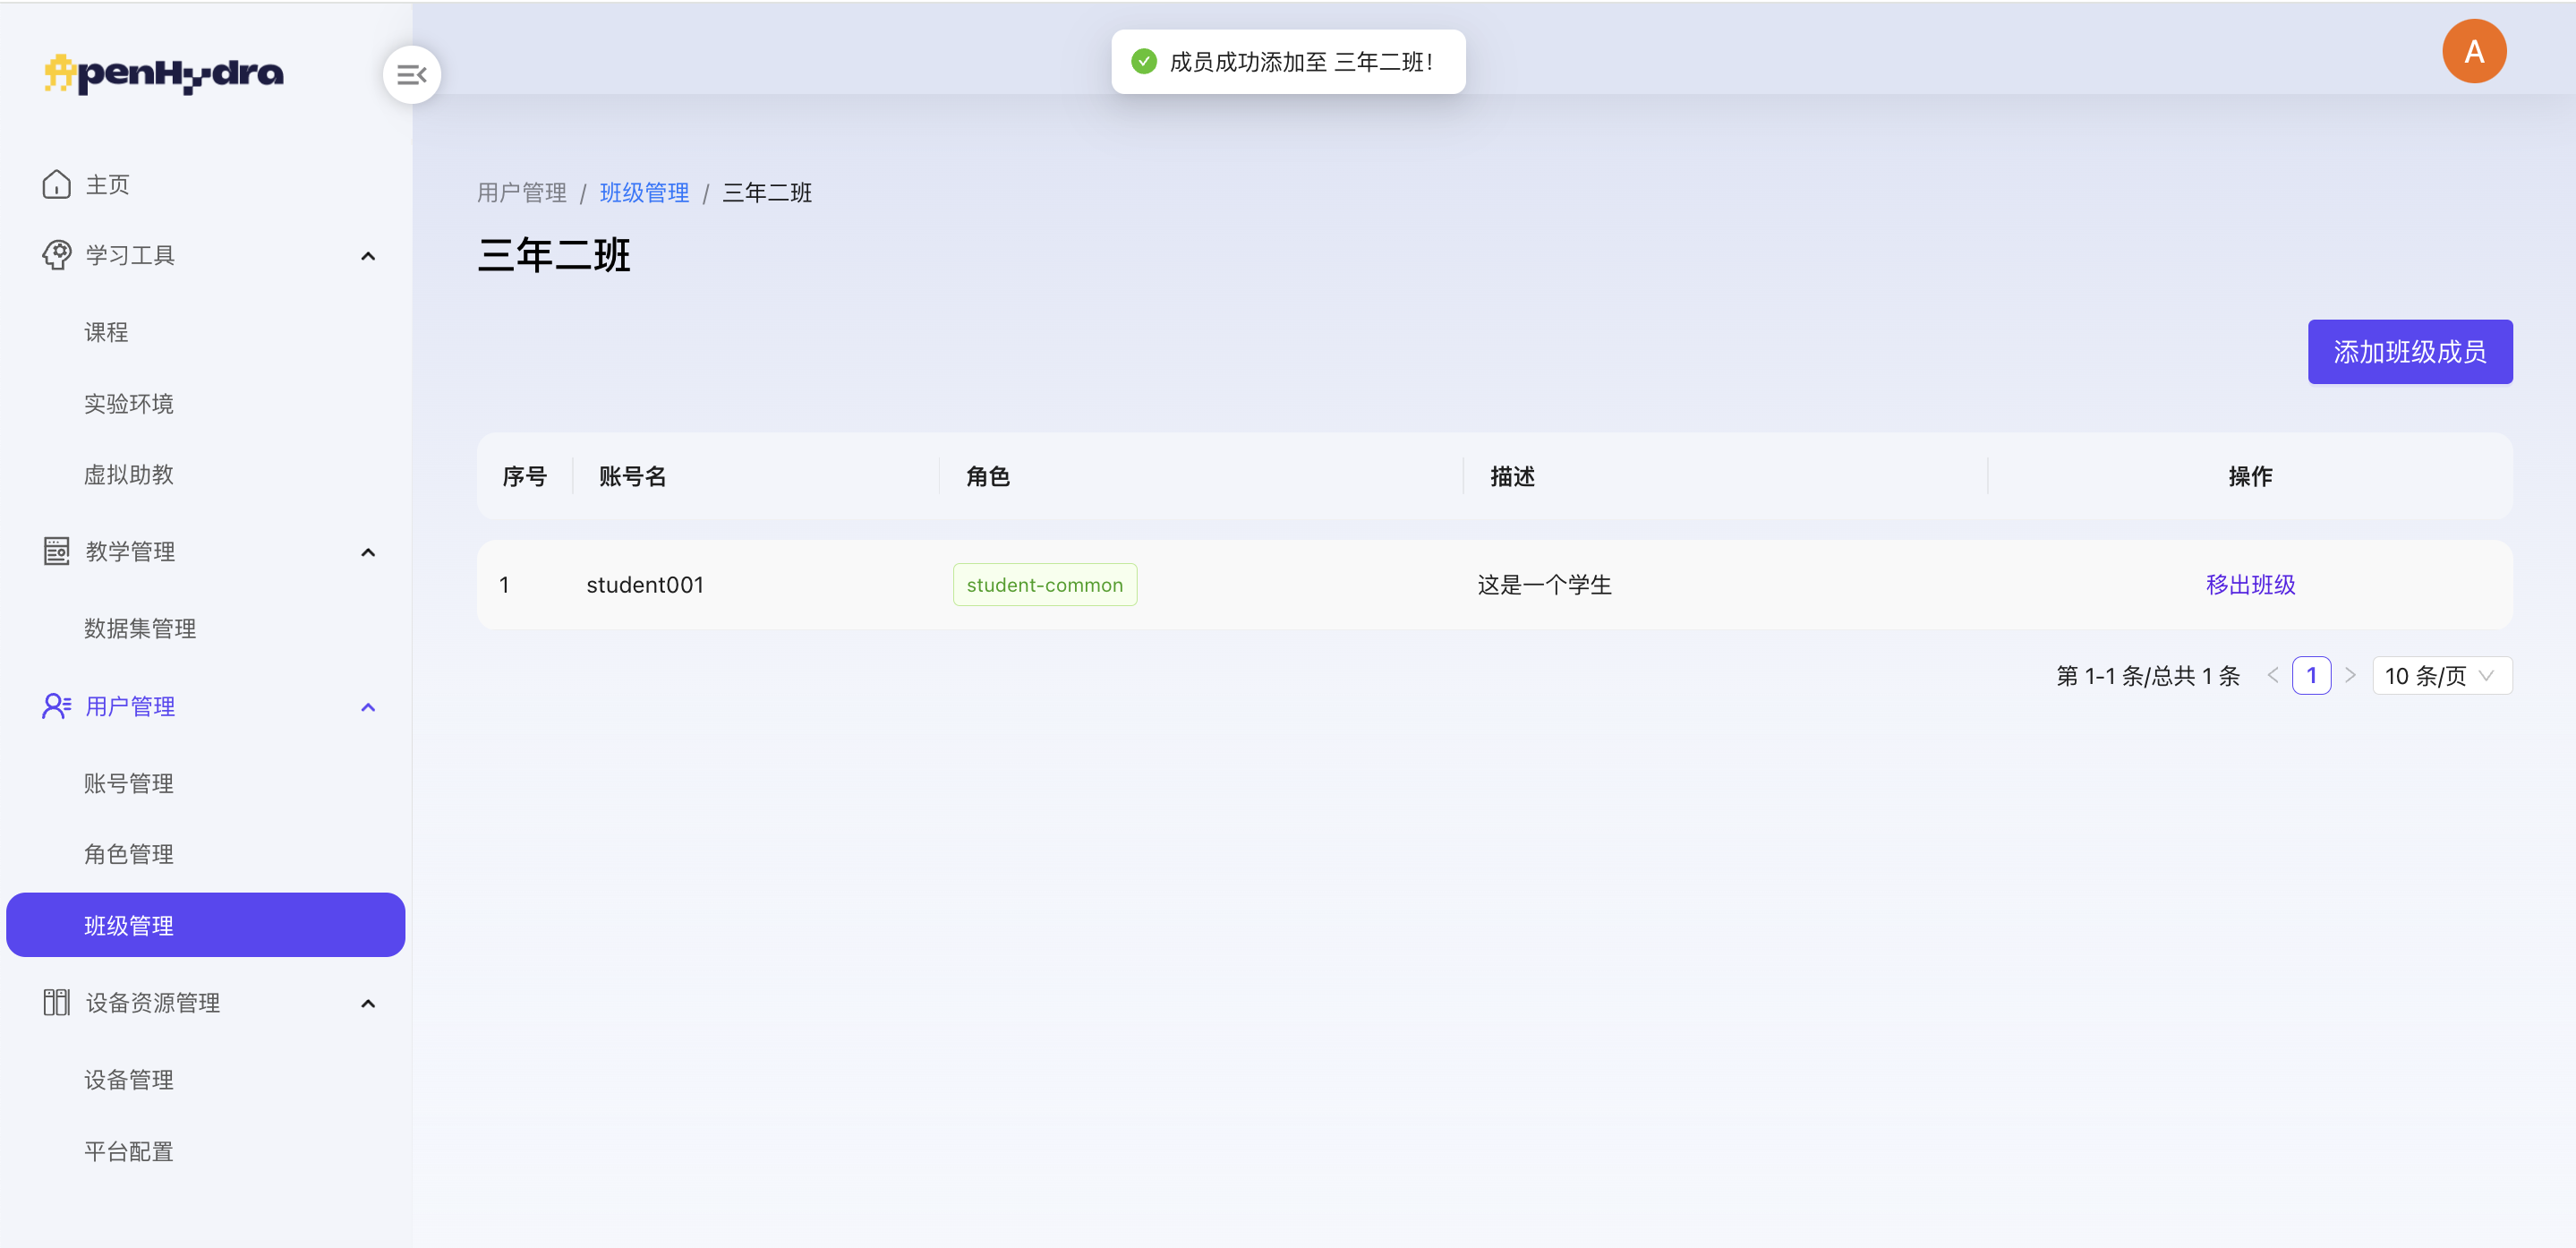 OpenHydra
主页
学习工具
课程
实验环境
虚拟助教
教学管理
数据集管理
用户管理
账号管理
角色管理
班级管理
设备资源管理
设备管理
平台配置
成员成功添加至 三年二班!
A
用户管理 / 班级管理 / 三年二班
三年二班
添加班级成员
序号 账号名 角色 描述 操作
1 student001 student-common 这是一个学生 移出班级
第 1-1 条/总共 1 条 < 1 > 10 条/页